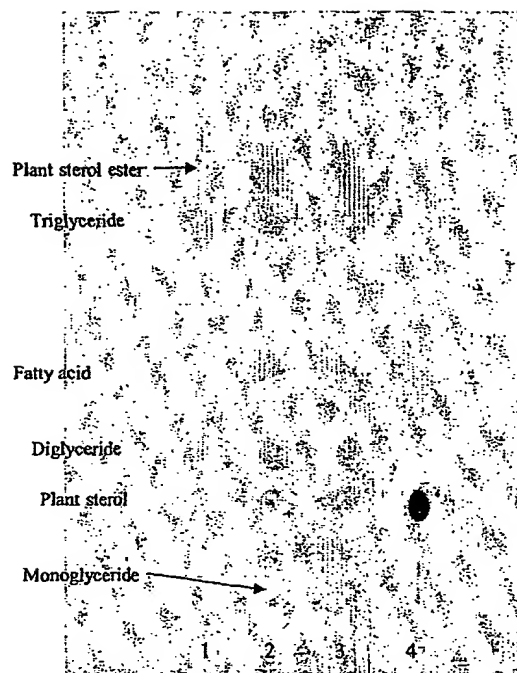 Plant sterol ester
Triglyceride
Fatty acid
Diglyceride
Plant sterol
Monoglyceride
1 2 3 4